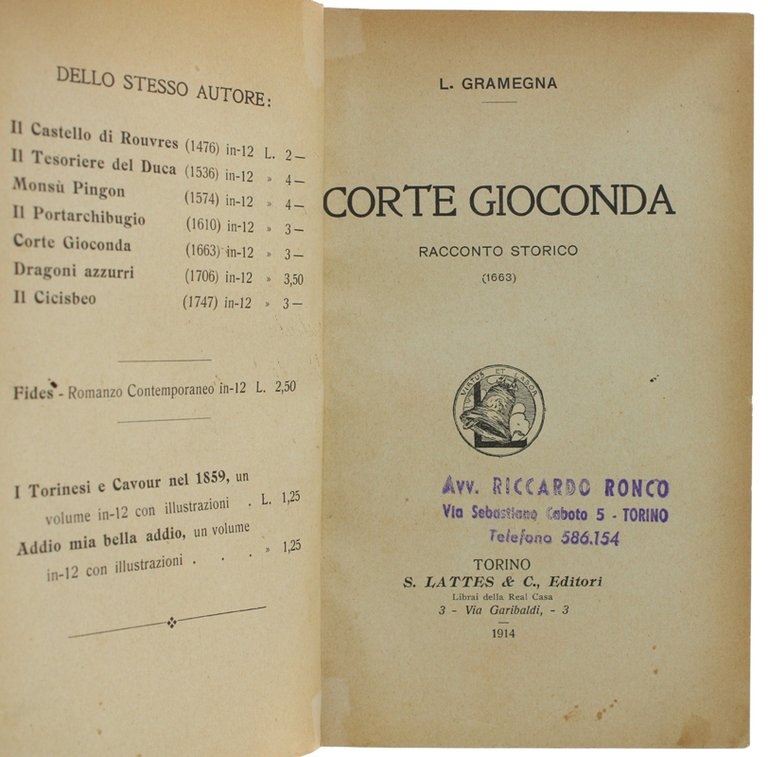 DELLO STESSO AUTORE:
Il Castello di Rouvres (1476) in-12 L. 2 —
Il Tesoriere del Duca (1536) in-12 » 4 —
Monsù Pingon (1574) in-12 » 4 —
Il Portarchibugio (1610) in-12 » 3 —
Corte Gioconda (1663) in-12 » 3 —
Dragoni azzurri (1706) in-12 » 3,50
Il Cicisbeo (1747) in-12 » 3 —
Fides - Romanzo Contemporaneo in-12 L. 2,50
I Torinesi e Cavour nel 1859, un
volume in-12 con illustrazioni . L. 1,25
Addio mia bella addio, un volume
in-12 con illustrazioni . . . » 1,25
L. GRAMEGNA
CORTE GIOCONDA
RACCONTO STORICO
(1663)
VIRTUS ET LABOR
L
Avv. RICCARDO RONCO
Via Sebastiano Caboto 5 - TORINO
Telefono 586.154
TORINO
S. LATTES & C., Editori
Librai della Real Casa
3 - Via Garibaldi, - 3
1914